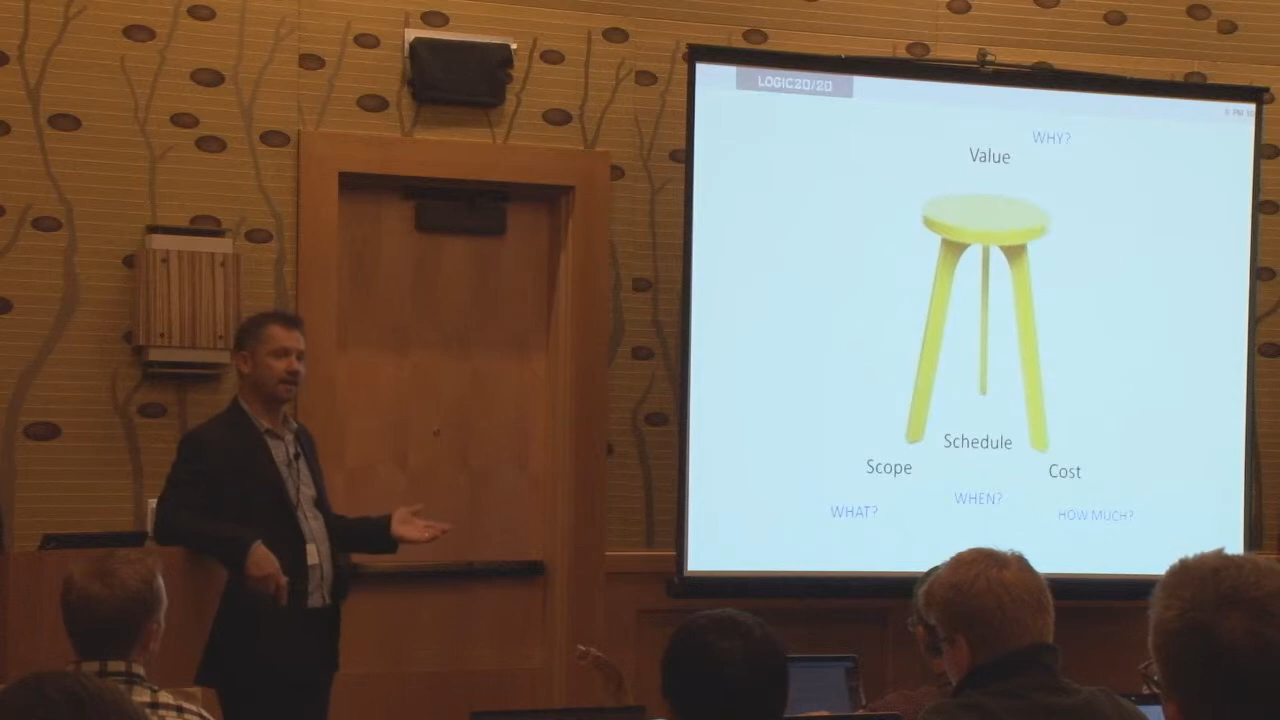 LOGIC20/20
WHY?
Value
Schedule
Scope
Cost
WHEN?
WHAT?
HOW MUCH?